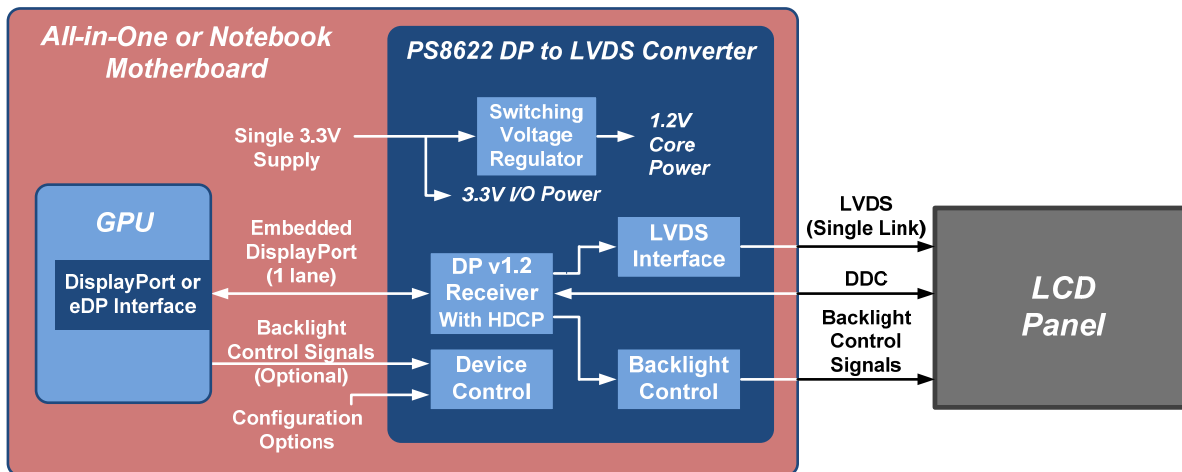 All-in-One or Notebook
Motherboard
PS8622 DP to LVDS Converter
Single 3.3V
Supply
Switching
Voltage
Regulator
1.2V
Core
Power
3.3V I/O Power
GPU
DisplayPort or
eDP Interface
Embedded
DisplayPort
(1 lane)
DP v1.2
Receiver
With HDCP
LVDS
Interface
LVDS
(Single Link)
DDC
Backlight
Control
Signals
LCD
Panel
Backlight
Control Signals
(Optional)
Device
Control
Backlight
Control
Configuration
Options